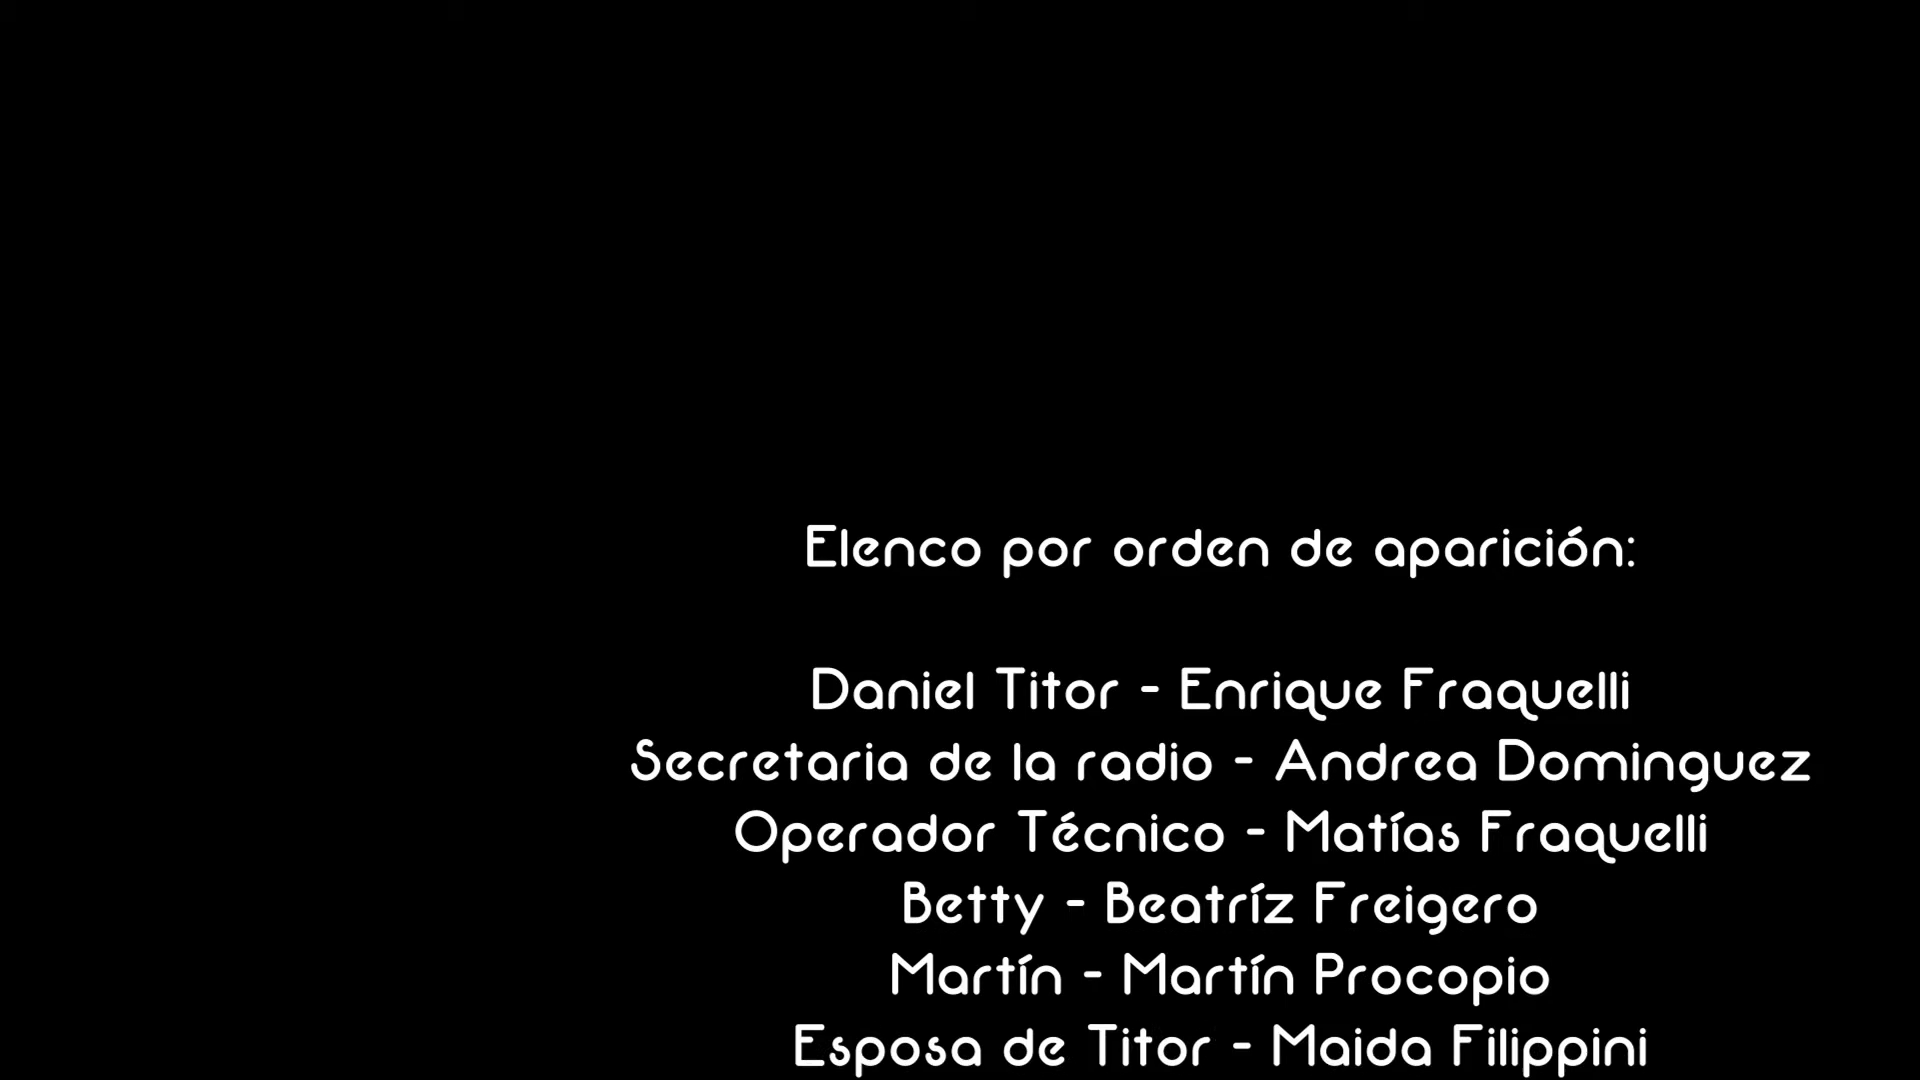 Elenco por orden de aparición:
Daniel Titor - Enrique Fraquelli
Secretaria de la radio - Andrea Dominguez
Operador Técnico - Matías Fraquelli
Betty - Beatríz Freigero
Martín - Martín Procopio
Esposa de Titor - Maida Filippini